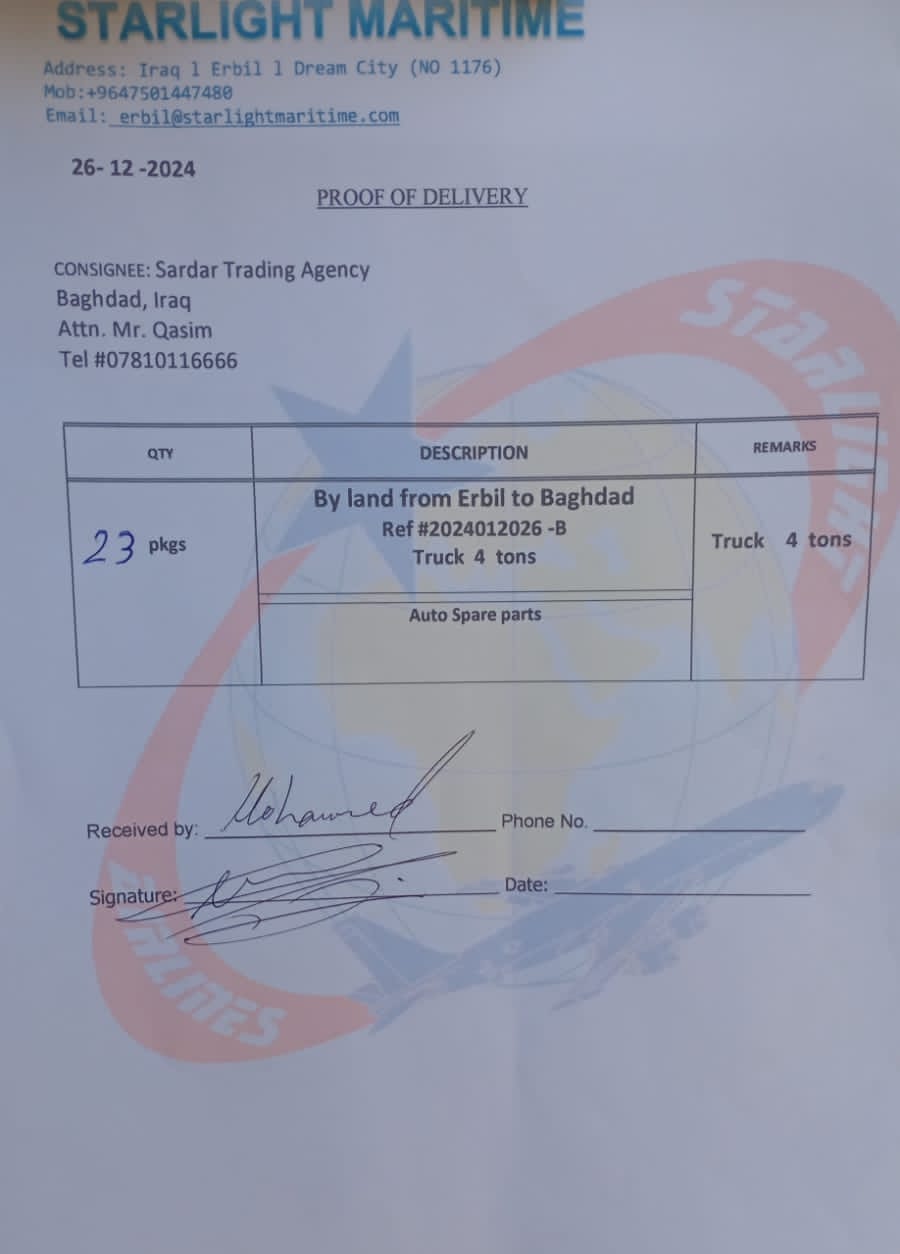 STARLIGHT MARITIME
Address: Iraq l Erbil l Dream City (NO 1176)
Mob:+9647501447480
Email: erbil@starlightmaritime.com
26- 12 -2024
PROOF OF DELIVERY
CONSIGNEE: Sardar Trading Agency
Baghdad, Iraq
Attn. Mr. Qasim
Tel #07810116666
STARLIGHT
QTY DESCRIPTION REMARKS
By land from Erbil to Baghdad
Ref #2024012026 -B
23 pkgs Truck 4 tons Truck 4 tons
Auto Spare parts
Received by: Mohammed Phone No.
Signature: Date:
AIRLINES